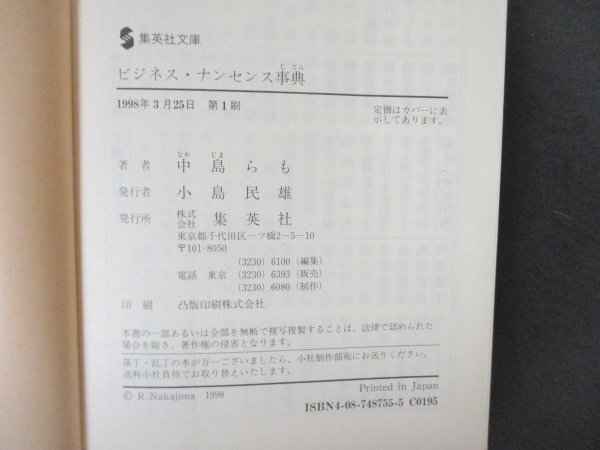 集英社文庫
じてん
ビジネス・ナンセンス事典
1998年3月25日 第1刷
定価はカバーに表
示してあります。
なか じま
著者 中島らも
発行者 小島民雄
発行所 株式会社 集英社
東京都千代田区一ツ橋2-5-10
〒101-8050
(3230) 6100 (編集)
電話 東京 (3230) 6393 (販売)
(3230) 6080 (制作)
印刷 凸版印刷株式会社
本書の一部あるいは全部を無断で複写複製することは、法律で認められた
場合を除き、著作権の侵害となります。
落丁・乱丁の本が万一ございましたら、小社制作部宛にお送りください。
送料小社負担でお取り替えいたします。
© R. Nakajima 1998
Printed in Japan
ISBN4-08-748755-5 C0195